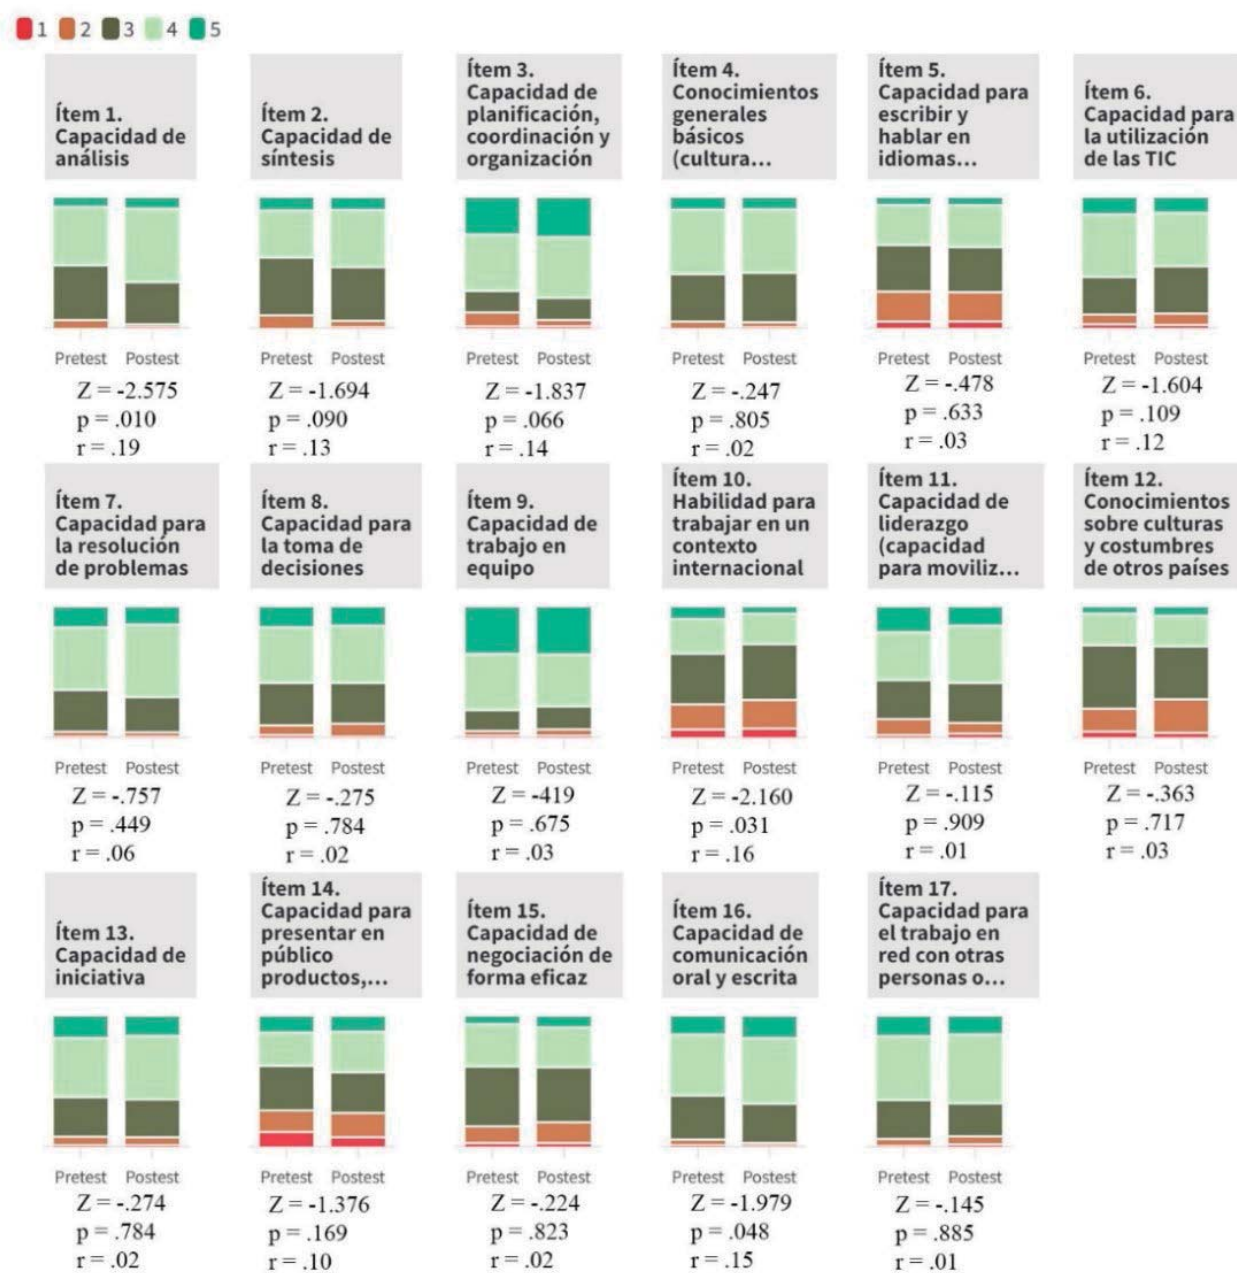 1 2 3 4 5
Ítem 1.
Capacidad de
análisis
Ítem 2.
Capacidad de
síntesis
Ítem 3.
Capacidad de
planificación,
coordinación y
organización
Ítem 4.
Conocimientos
generales
básicos
(cultura...
Ítem 5.
Capacidad para
escribir y
hablar en
idiomas...
Ítem 6.
Capacidad para
la utilización
de las TIC
Pretest Postest
Z = -2.575
p = .010
r = .19
Pretest Postest
Z = -1.694
p = .090
r = .13
Pretest Postest
Z = -1.837
p = .066
r = .14
Pretest Postest
Z = -.247
p = .805
r = .02
Pretest Postest
Z = -.478
p = .633
r = .03
Pretest Postest
Z = -1.604
p = .109
r = .12
Ítem 7.
Capacidad para
la resolución
de problemas
Ítem 8.
Capacidad para
la toma de
decisiones
Ítem 9.
Capacidad de
trabajo en
equipo
Ítem 10.
Habilidad para
trabajar en un
contexto
internacional
Ítem 11.
Capacidad de
liderazgo
(capacidad
para moviliz...
Ítem 12.
Conocimientos
sobre culturas
y costumbres
de otros países
Pretest Postest
Z = -.757
p = .449
r = .06
Pretest Postest
Z = -.275
p = .784
r = .02
Pretest Postest
Z = -419
p = .675
r = .03
Pretest Postest
Z = -2.160
p = .031
r = .16
Pretest Postest
Z = -.115
p = .909
r = .01
Pretest Postest
Z = -.363
p = .717
r = .03
Ítem 13.
Capacidad de
iniciativa
Ítem 14.
Capacidad para
presentar en
público
productos,...
Ítem 15.
Capacidad de
negociación de
forma eficaz
Ítem 16.
Capacidad de
comunicación
oral y escrita
Ítem 17.
Capacidad para
el trabajo en
red con otras
personas o...
Pretest Postest
Z = -.274
p = .784
r = .02
Pretest Postest
Z = -1.376
p = .169
r = .10
Pretest Postest
Z = -.224
p = .823
r = .02
Pretest Postest
Z = -1.979
p = .048
r = .15
Pretest Postest
Z = -.145
p = .885
r = .01